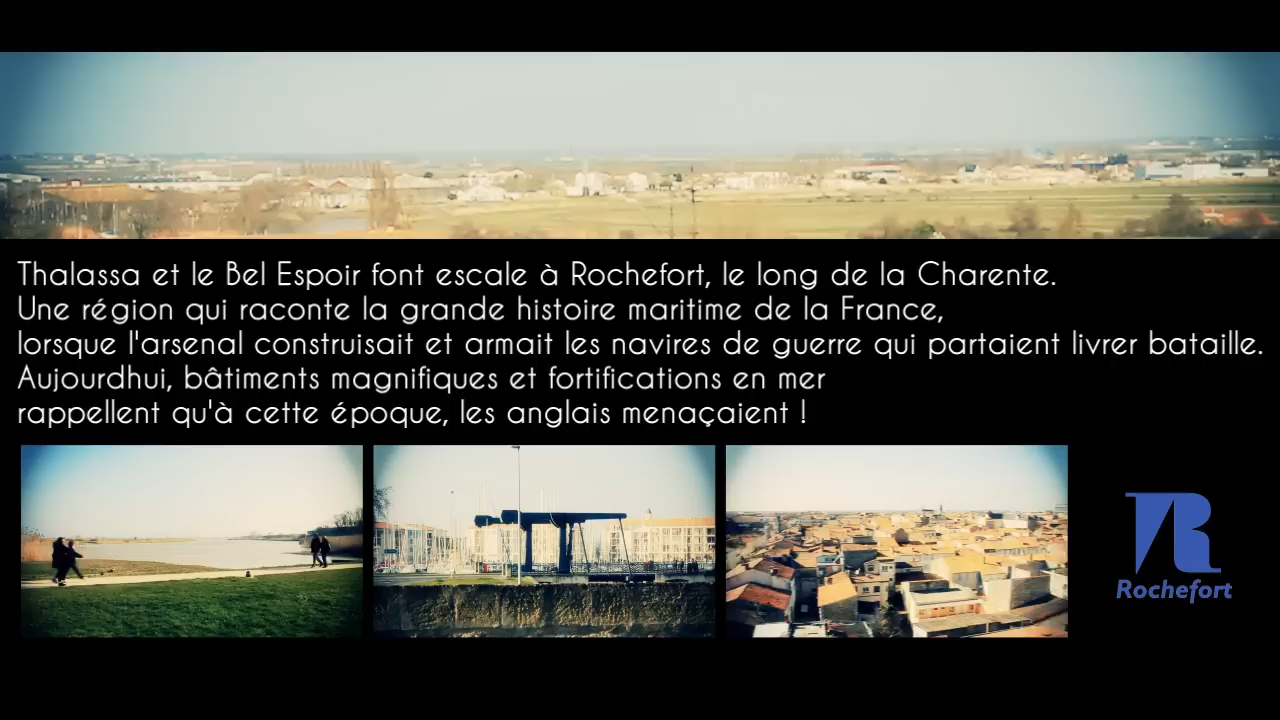 Thalassa et le Bel Espoir font escale à Rochefort, le long de la Charente.
Une région qui raconte la grande histoire maritime de la France,
lorsque l'arsenal construisait et armait les navires de guerre qui partaient livrer bataille.
Aujourdhui, bâtiments magnifiques et fortifications en mer
rappellent qu'à cette époque, les anglais menaçaient !
R
Rochefort